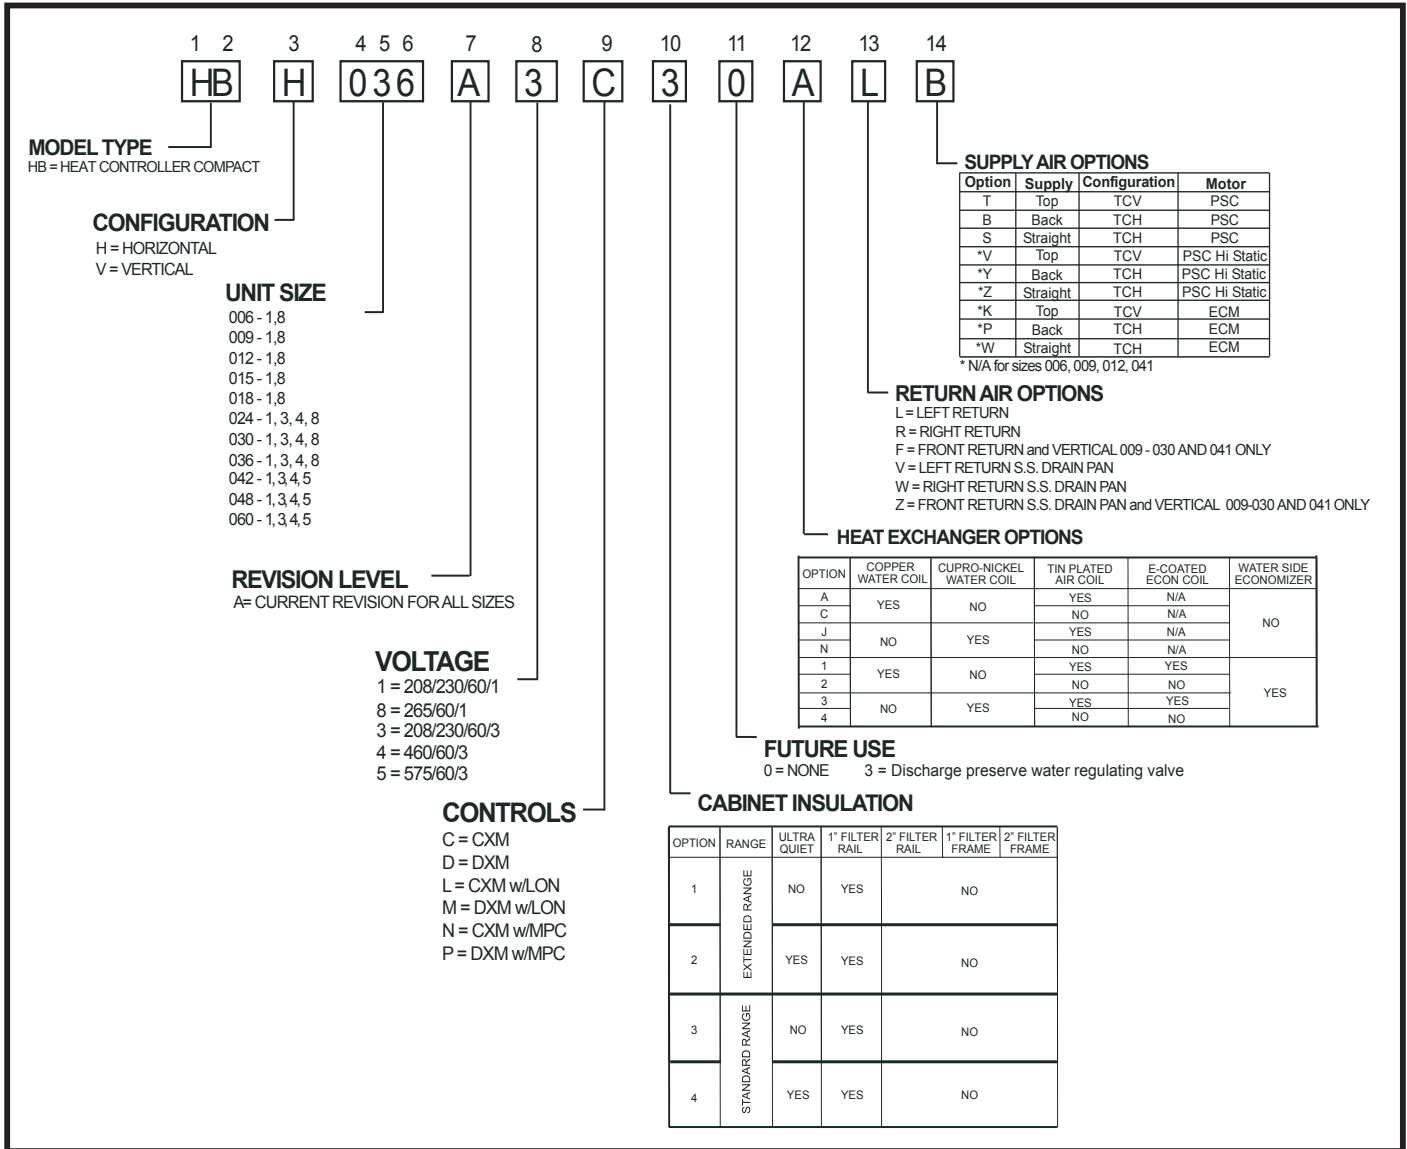 1 2 3 4 5 6 7 8 9 10 11 12 13 14
HB H 036 A 3 C 3 0 A L B
MODEL TYPE
HB = HEAT CONTROLLER COMPACT
CONFIGURATION
H = HORIZONTAL
V = VERTICAL
UNIT SIZE
006 - 1,8
009 - 1,8
012 - 1,8
015 - 1,8
018 - 1,8
024 - 1, 3, 4, 8
030 - 1, 3, 4, 8
036 - 1, 3, 4, 8
042 - 1,3,4,5
048 - 1,3,4,5
060 - 1,3,4,5
REVISION LEVEL
A= CURRENT REVISION FOR ALL SIZES
VOLTAGE
1 = 208/230/60/1
8 = 265/60/1
3 = 208/230/60/3
4 = 460/60/3
5 = 575/60/3
CONTROLS
C = CXM
D = DXM
L = CXM w/LON
M = DXM w/LON
N = CXM w/MPC
P = DXM w/MPC
SUPPLY AIR OPTIONS
Option Supply Configuration Motor
T Top TCV PSC
B Back TCH PSC
S Straight TCH PSC
*V Top TCV PSC Hi Static
*Y Back TCH PSC Hi Static
*Z Straight TCH PSC Hi Static
*K Top TCV ECM
*P Back TCH ECM
*W Straight TCH ECM
* N/A for sizes 006, 009, 012, 041
RETURN AIR OPTIONS
L = LEFT RETURN
R = RIGHT RETURN
F = FRONT RETURN and VERTICAL 009 - 030 AND 041 ONLY
V = LEFT RETURN S.S. DRAIN PAN
W = RIGHT RETURN S.S. DRAIN PAN
Z = FRONT RETURN S.S. DRAIN PAN and VERTICAL 009-030 AND 041 ONLY
HEAT EXCHANGER OPTIONS
OPTION COPPER WATER COIL CUPRO-NICKEL WATER COIL TIN PLATED AIR COIL E-COATED ECON COIL WATER SIDE ECONOMIZER
A YES NO YES N/A NO
C NO N/A
J NO YES YES N/A
N NO N/A
1 YES NO YES YES YES
2 NO NO
3 NO YES YES YES
4 NO NO
FUTURE USE
0 = NONE 3 = Discharge preserve water regulating valve
CABINET INSULATION
OPTION RANGE ULTRA QUIET 1" FILTER RAIL 2" FILTER RAIL 1" FILTER FRAME 2" FILTER FRAME
1 EXTENDED RANGE NO YES NO
2 YES YES NO
3 STANDARD RANGE NO YES NO
4 YES YES NO